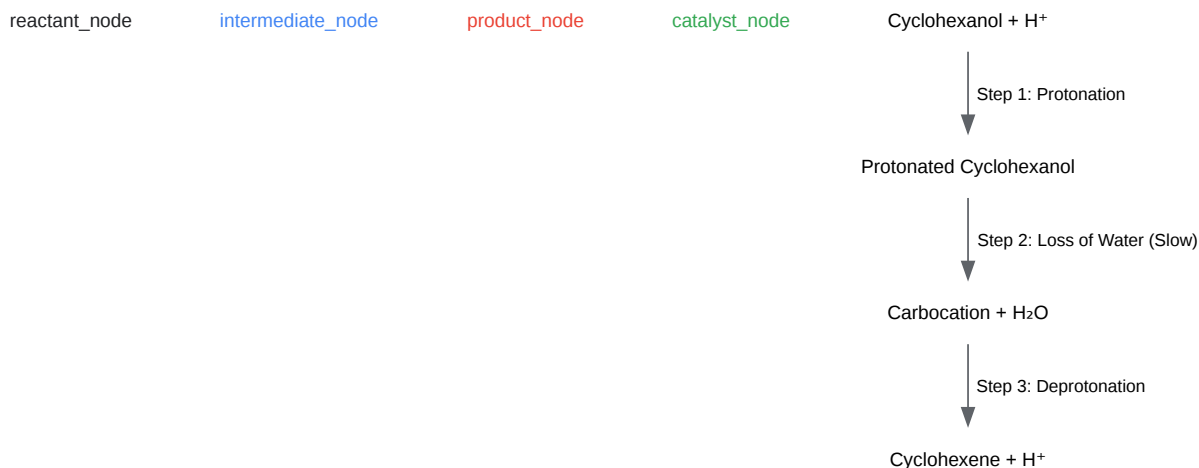 reactant_node intermediate_node product_node catalyst_node Cyclohexanol + H⁺
Step 1: Protonation
Protonated Cyclohexanol
Step 2: Loss of Water (Slow)
Carbocation + H₂O
Step 3: Deprotonation
Cyclohexene + H⁺